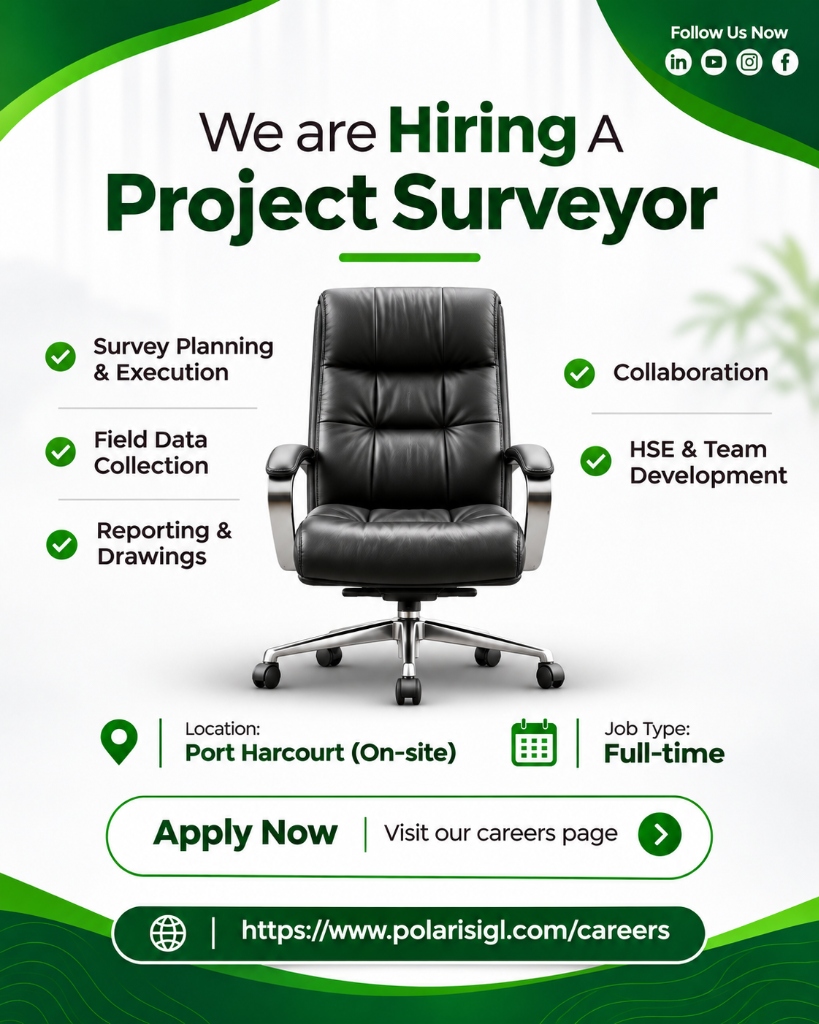 Follow Us Now
We are Hiring A
Project Surveyor
Survey Planning
& Execution
Field Data
Collection
Reporting &
Drawings
Collaboration
HSE & Team
Development
Location:
Port Harcourt (On-site)
Job Type:
Full-time
Apply Now
Visit our careers page
https://www.polarisigl.com/careers